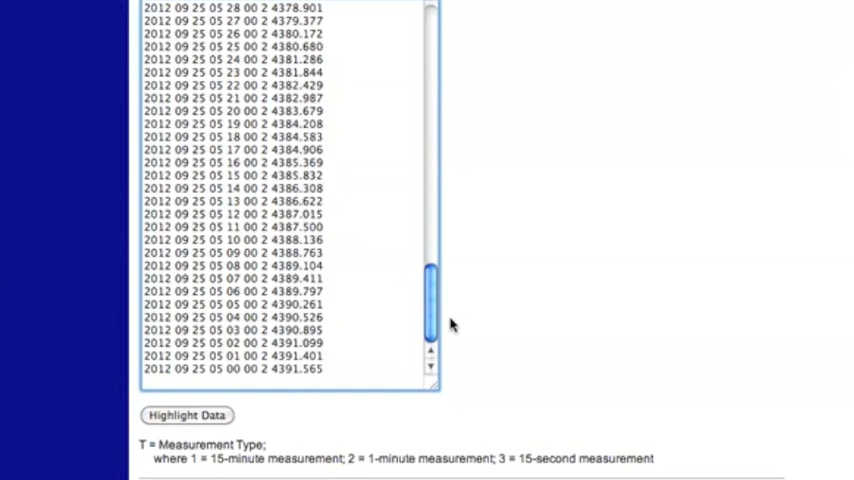 2012 09 25 05 28 00 2 4378.901
2012 09 25 05 27 00 2 4379.377
2012 09 25 05 26 00 2 4380.172
2012 09 25 05 25 00 2 4380.680
2012 09 25 05 24 00 2 4381.286
2012 09 25 05 23 00 2 4381.844
2012 09 25 05 22 00 2 4382.429
2012 09 25 05 21 00 2 4382.987
2012 09 25 05 20 00 2 4383.679
2012 09 25 05 19 00 2 4384.208
2012 09 25 05 18 00 2 4384.583
2012 09 25 05 17 00 2 4384.906
2012 09 25 05 16 00 2 4385.369
2012 09 25 05 15 00 2 4385.832
2012 09 25 05 14 00 2 4386.308
2012 09 25 05 13 00 2 4386.622
2012 09 25 05 12 00 2 4387.015
2012 09 25 05 11 00 2 4387.500
2012 09 25 05 10 00 2 4388.136
2012 09 25 05 09 00 2 4388.763
2012 09 25 05 08 00 2 4389.104
2012 09 25 05 07 00 2 4389.411
2012 09 25 05 06 00 2 4389.797
2012 09 25 05 05 00 2 4390.261
2012 09 25 05 04 00 2 4390.526
2012 09 25 05 03 00 2 4390.895
2012 09 25 05 02 00 2 4391.099
2012 09 25 05 01 00 2 4391.401
2012 09 25 05 00 00 2 4391.565
Highlight Data
T = Measurement Type;
where 1 = 15-minute measurement; 2 = 1-minute measurement; 3 = 15-second measurement